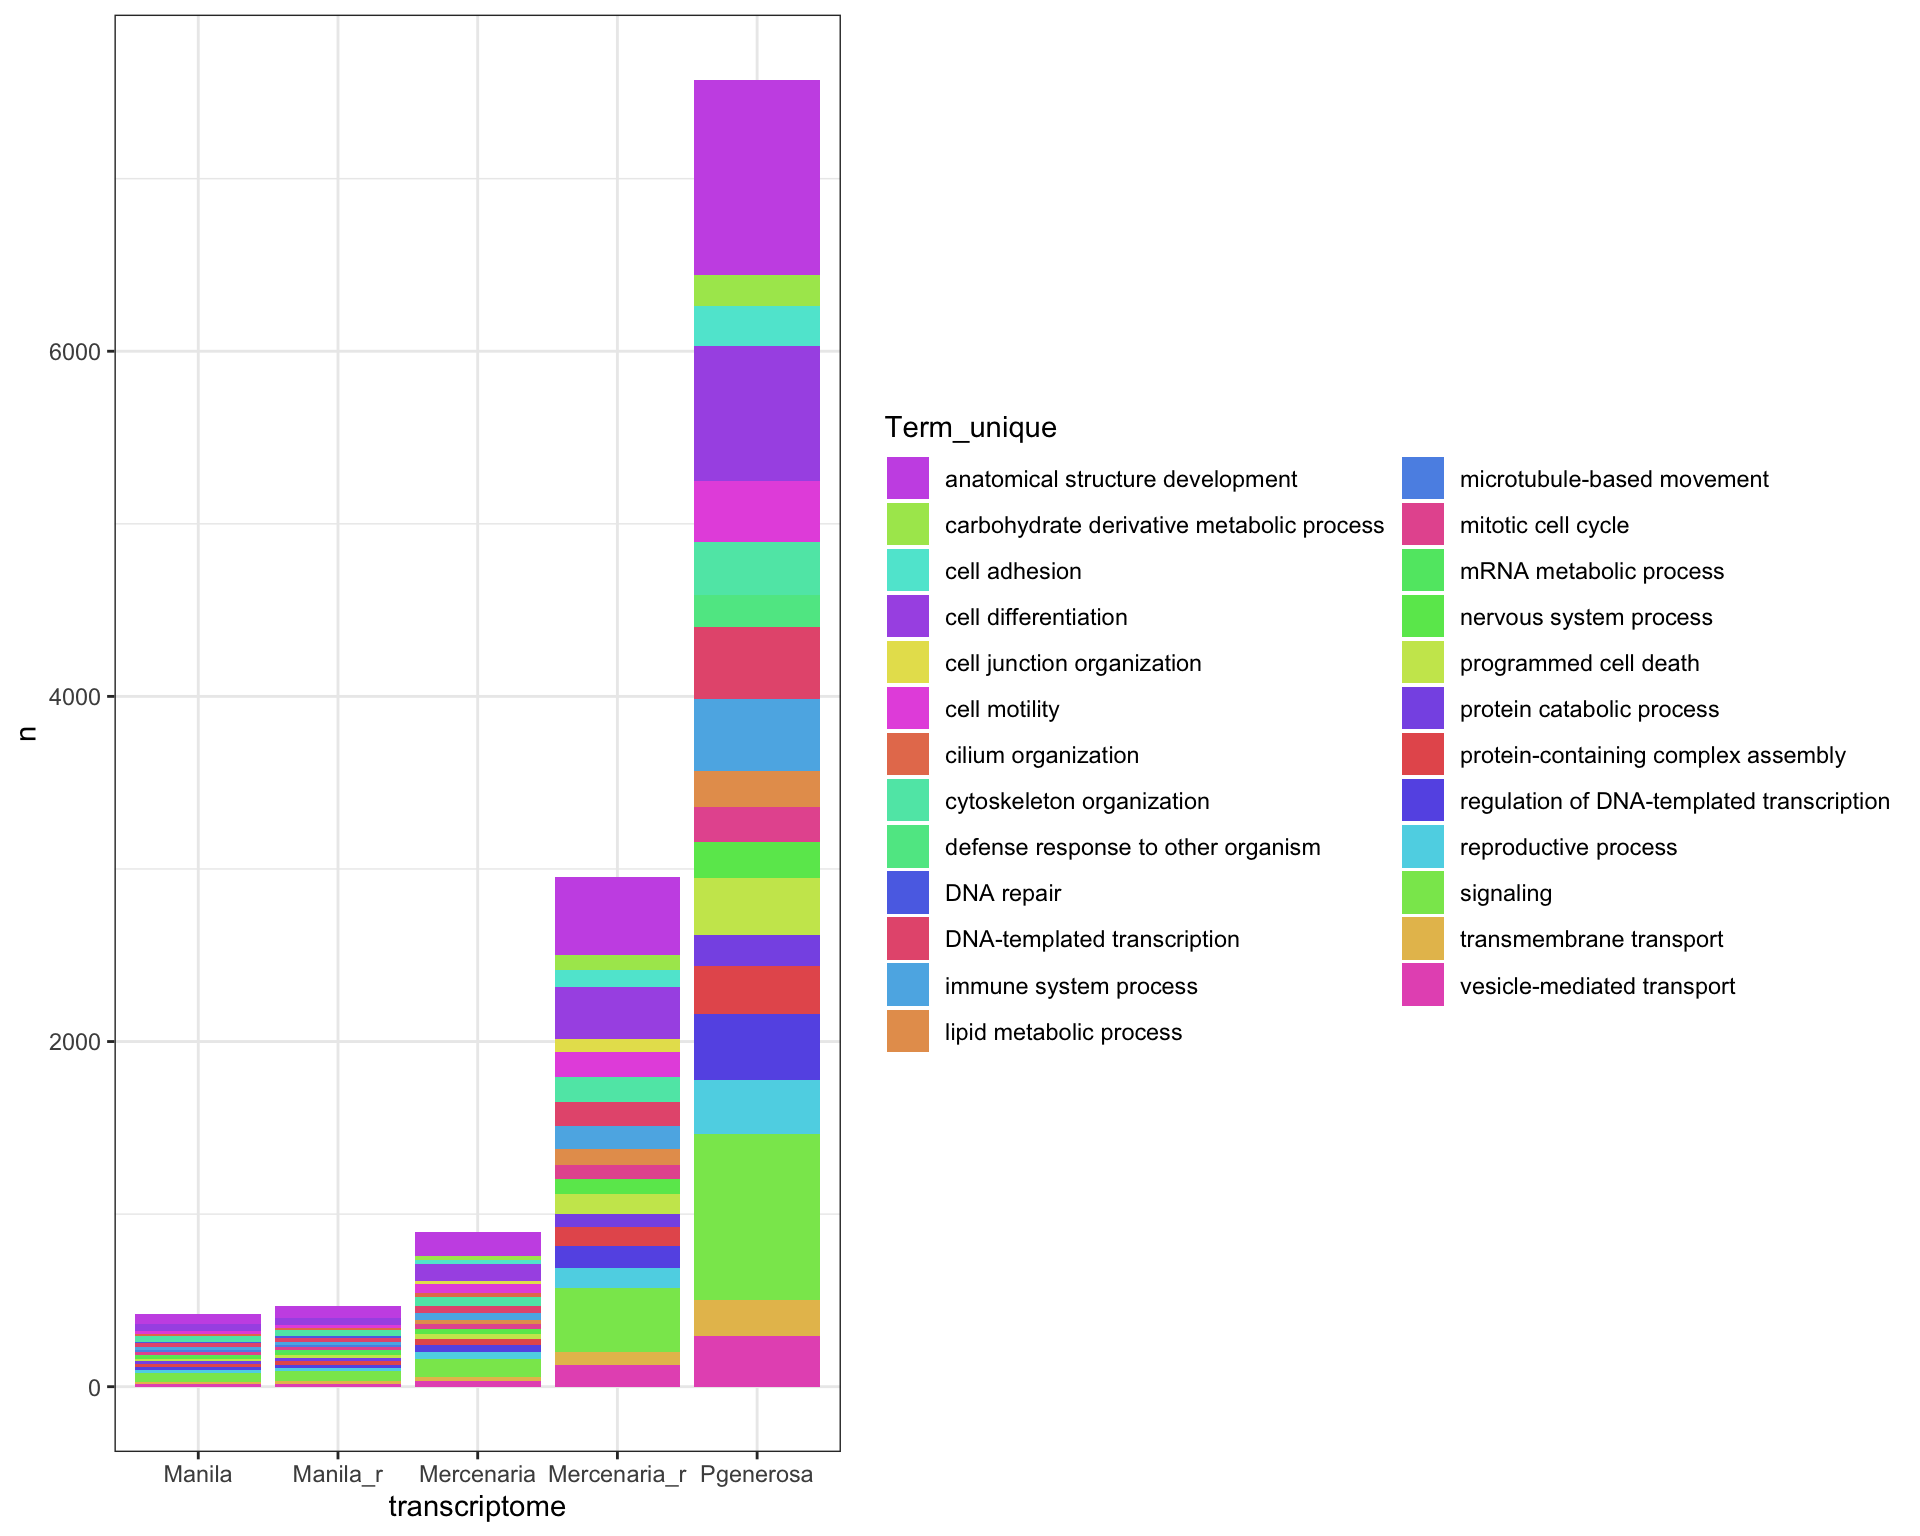 6000
4000
2000
0
n
Manila
Manila_r
Mercenaria
Mercenaria_r
Pgenerosa
transcriptome
Term_unique
anatomical structure development
carbohydrate derivative metabolic process
cell adhesion
cell differentiation
cell junction organization
cell motility
cilium organization
cytoskeleton organization
defense response to other organism
DNA repair
DNA-templated transcription
immune system process
lipid metabolic process
microtubule-based movement
mitotic cell cycle
mRNA metabolic process
nervous system process
programmed cell death
protein catabolic process
protein-containing complex assembly
regulation of DNA-templated transcription
reproductive process
signaling
transmembrane transport
vesicle-mediated transport